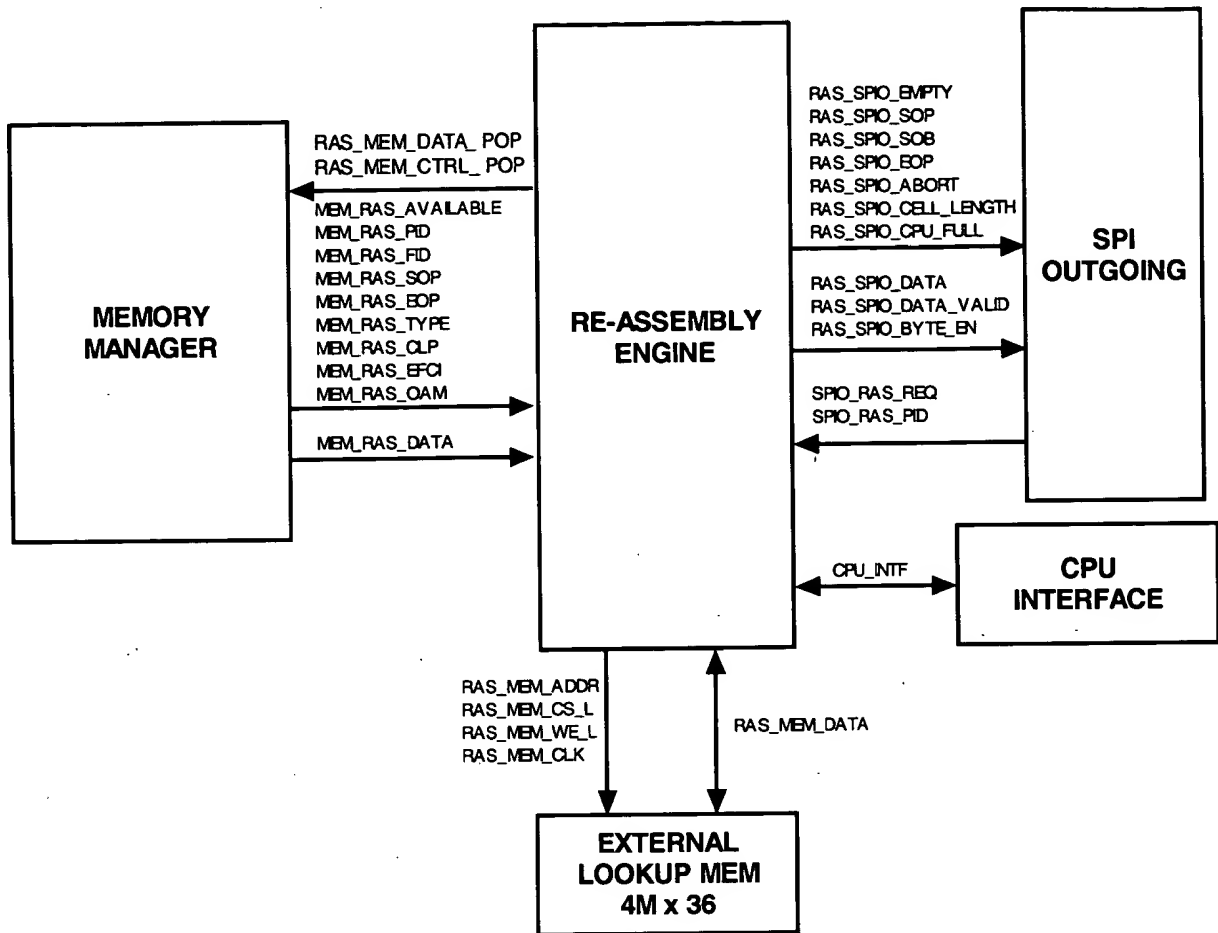 MEMORY
MANAGER
RAS_MEM_DATA_ POP
RAS_MEM_CTRL_ POP
MEM_RAS_AVAILABLE
MEM_RAS_PID
MEM_RAS_FID
MEM_RAS_SOP
MEM_RAS_EOP
MEM_RAS_TYPE
MEM_RAS_CLP
MEM_RAS_EFCI
MEM_RAS_OAM
MEM_RAS_DATA
RE-ASSEMBLY
ENGINE
RAS_SPIO_EMPTY
RAS_SPIO_SOP
RAS_SPIO_SOB
RAS_SPIO_EOP
RAS_SPIO_ABORT
RAS_SPIO_CELL_LENGTH
RAS_SPIO_CPU_FULL
RAS_SPIO_DATA
RAS_SPIO_DATA_VALID
RAS_SPIO_BYTE_EN
SPIO_RAS_REQ
SPIO_RAS_PID
SPI
OUTGOING
CPU_INTF
CPU
INTERFACE
RAS_MEM_ADDR
RAS_MEM_CS_L
RAS_MEM_WE_L
RAS_MEM_CLK
RAS_MEM_DATA
EXTERNAL
LOOKUP MEM
4M x 36